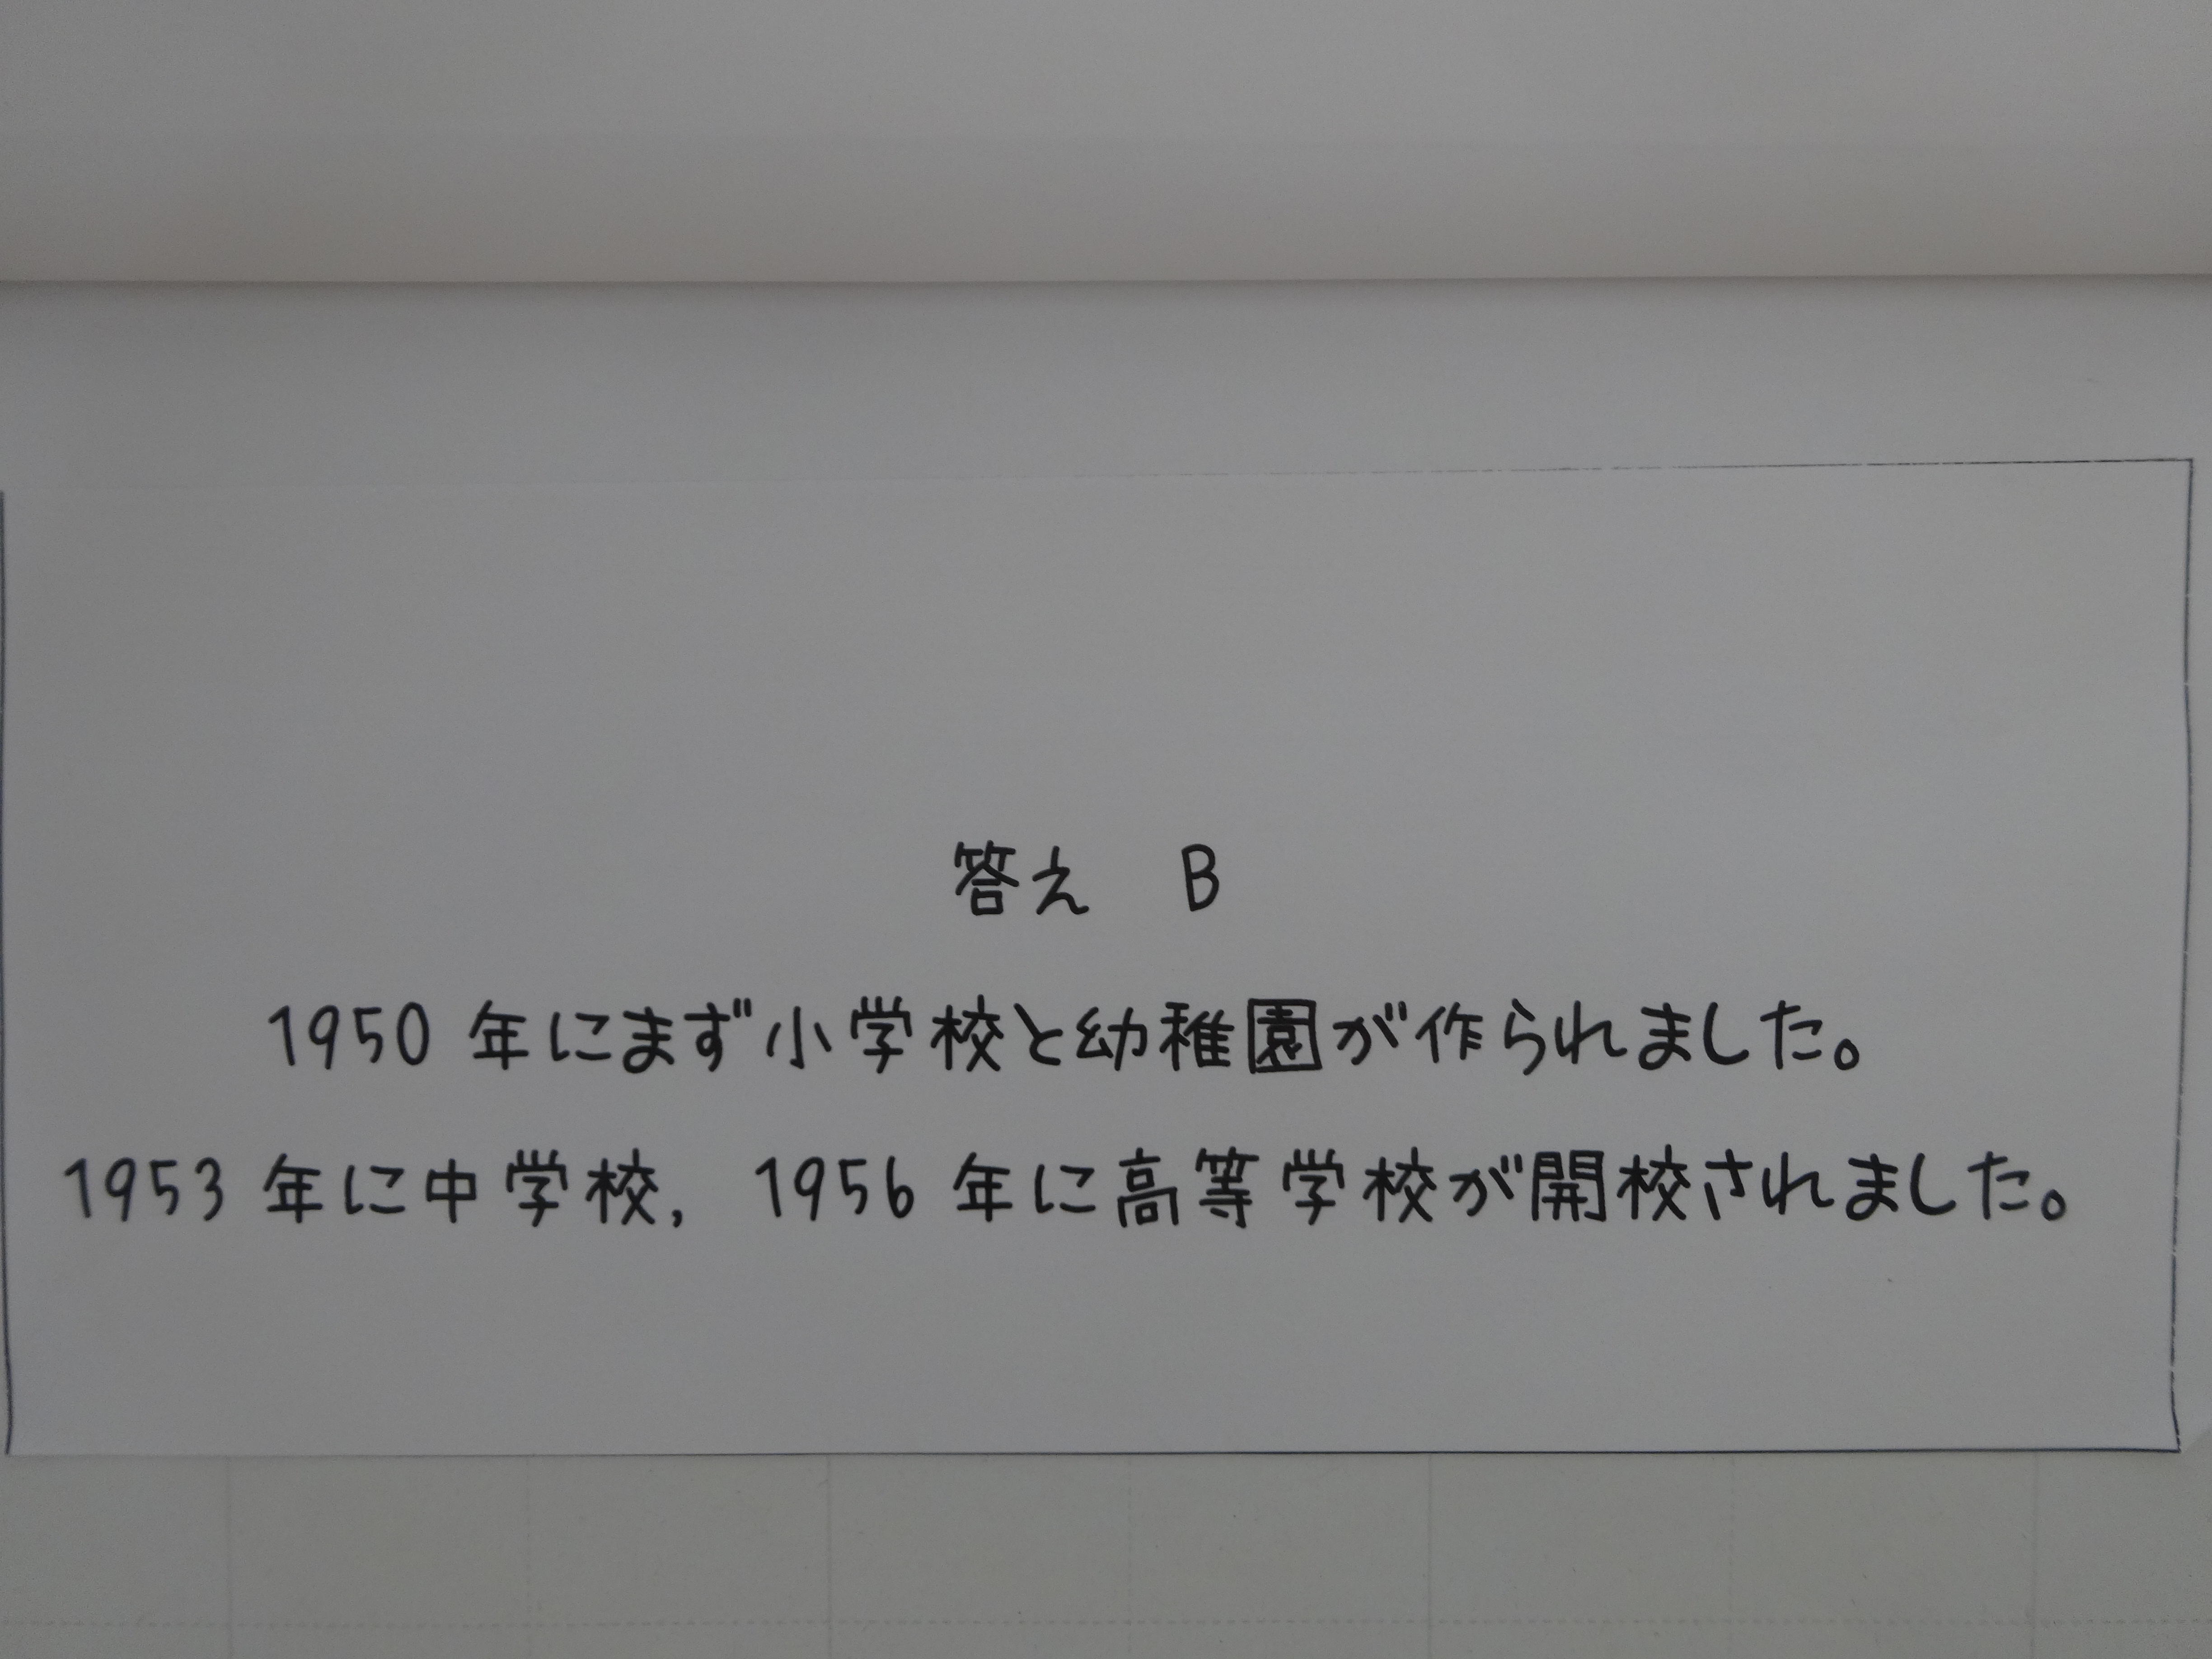 答え　B
1950 年にまず小学校と幼稚園が作られました。
1953 年に中学校, 1956 年に高等学校が開校されました。